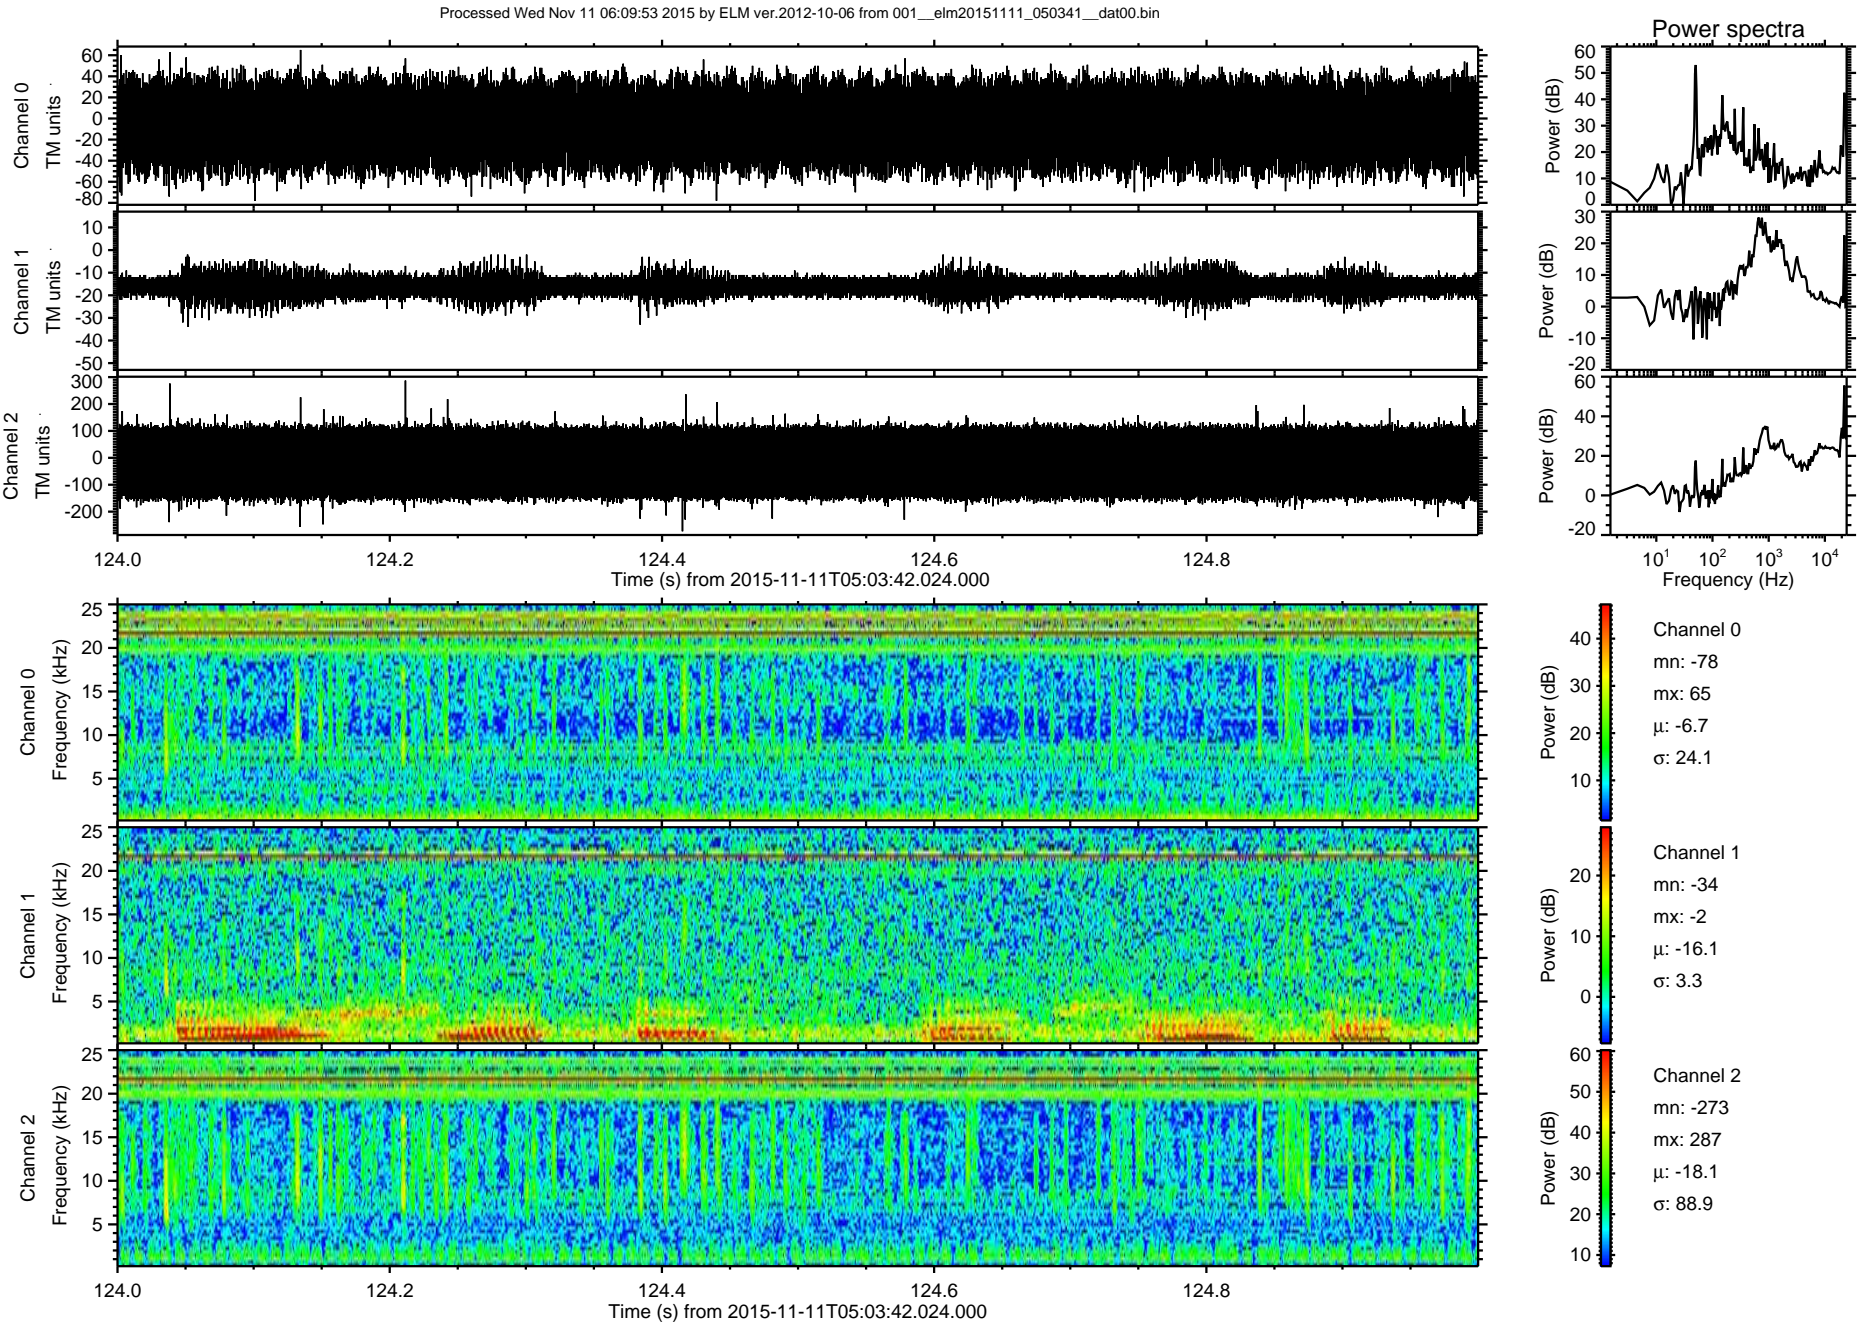 Processed Wed Nov 11 06:09:53 2015 by ELM ver.2012-10-06 from 001__elm20151111_050341__dat00.bin
Power spectra
Channel 0
TM units
60
40
20
0
-20
-40
-60
-80
Power (dB)
60
50
40
30
20
10
0
Channel 1
TM units
10
0
-10
-20
-30
-40
-50
Power (dB)
30
20
10
0
-10
-20
Channel 2
TM units
300
200
100
0
-100
-200
Power (dB)
60
40
20
0
-20
124.0 124.2 124.4 124.6 124.8
Time (s) from 2015-11-11T05:03:42.024.000
10¹ 10² 10³ 10⁴
Frequency (Hz)
Channel 0
Frequency (kHz)
25
20
15
10
5
Power (dB)
40
30
20
10
Channel 0
mn: -78
mx: 65
µ: -6.7
σ: 24.1
Channel 1
Frequency (kHz)
25
20
15
10
5
Power (dB)
20
10
0
Channel 1
mn: -34
mx: -2
µ: -16.1
σ: 3.3
Channel 2
Frequency (kHz)
25
20
15
10
5
Power (dB)
60
50
40
30
20
10
Channel 2
mn: -273
mx: 287
µ: -18.1
σ: 88.9
124.0 124.2 124.4 124.6 124.8
Time (s) from 2015-11-11T05:03:42.024.000